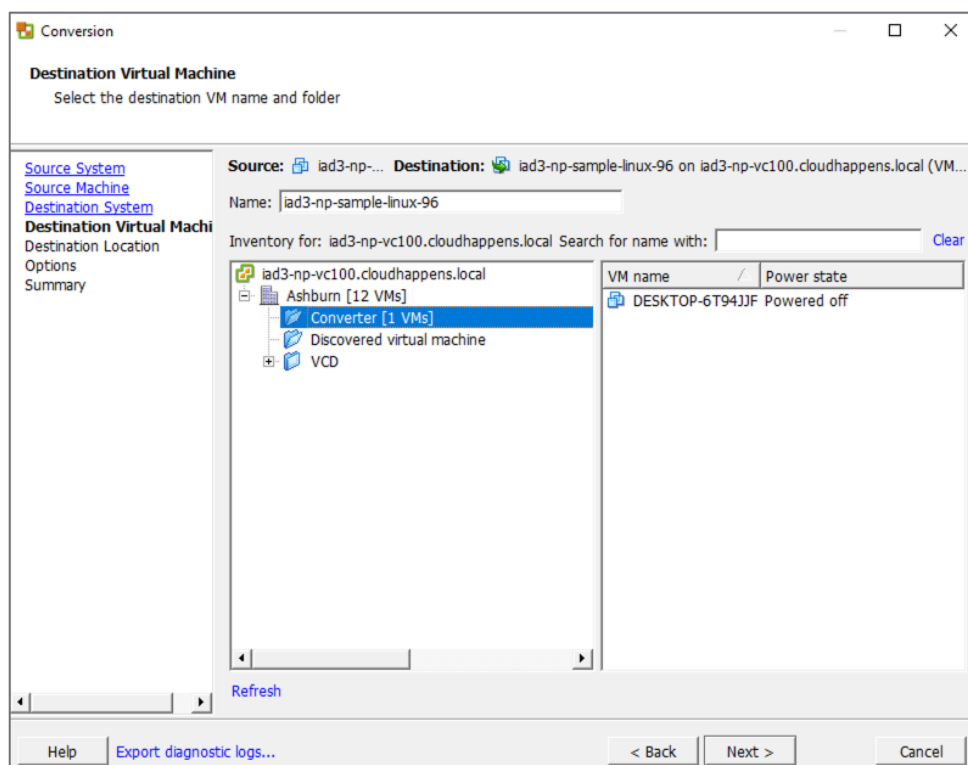 Conversion
Destination Virtual Machine
Select the destination VM name and folder
Source System
Source Machine
Destination System
Destination Virtual Machi
Destination Location
Options
Summary
Source: iad3-np-... Destination: iad3-np-sample-linux-96 on iad3-np-vc100.cloudhappens.local (VM...
Name: iad3-np-sample-linux-96
Inventory for: iad3-np-vc100.cloudhappens.local Search for name with: Clear
iad3-np-vc100.cloudhappens.local
Ashburn [12 VMs]
Converter [1 VMs]
Discovered virtual machine
VCD
VM name Power state
DESKTOP-6T94JJF Powered off
Refresh
Help Export diagnostic logs... < Back Next > Cancel